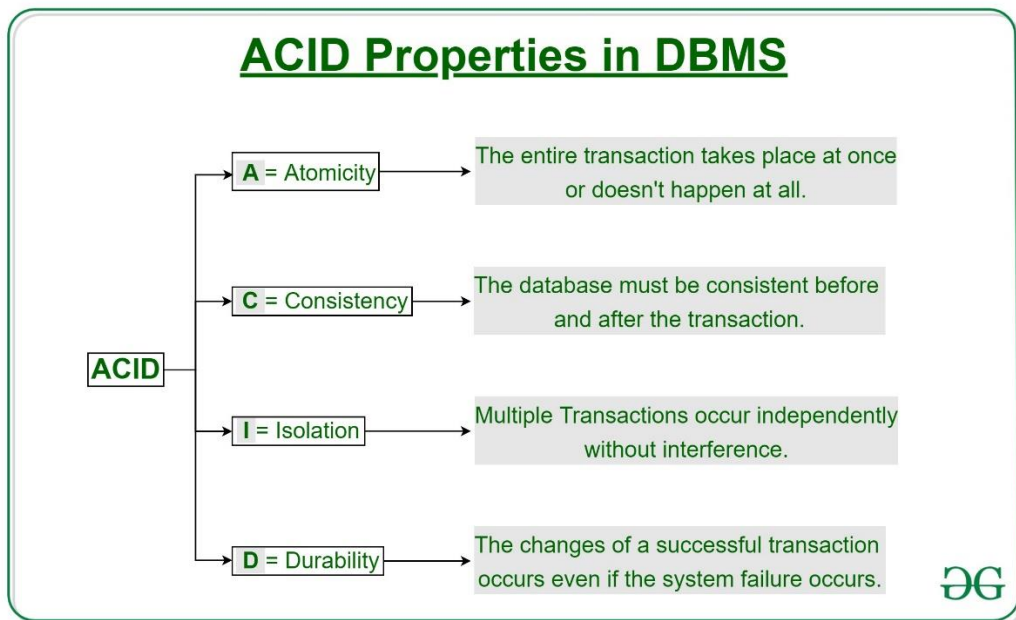 ACID Properties in DBMS
A = Atomicity
The entire transaction takes place at once
or doesn't happen at all.
C = Consistency
The database must be consistent before
and after the transaction.
ACID
I = Isolation
Multiple Transactions occur independently
without interference.
D = Durability
The changes of a successful transaction
occurs even if the system failure occurs.